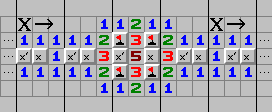 X→ 1 1 2 1 1 X→
... 1 1 1 1 1 2 3 2 1 1 1 1 1 ...
... x' x 1 x' x 3 x' 5 x 3 x' x 1 x' x ...
... 1 1 1 1 1 2 3 2 1 1 1 1 1 ...
1 1 2 1 1